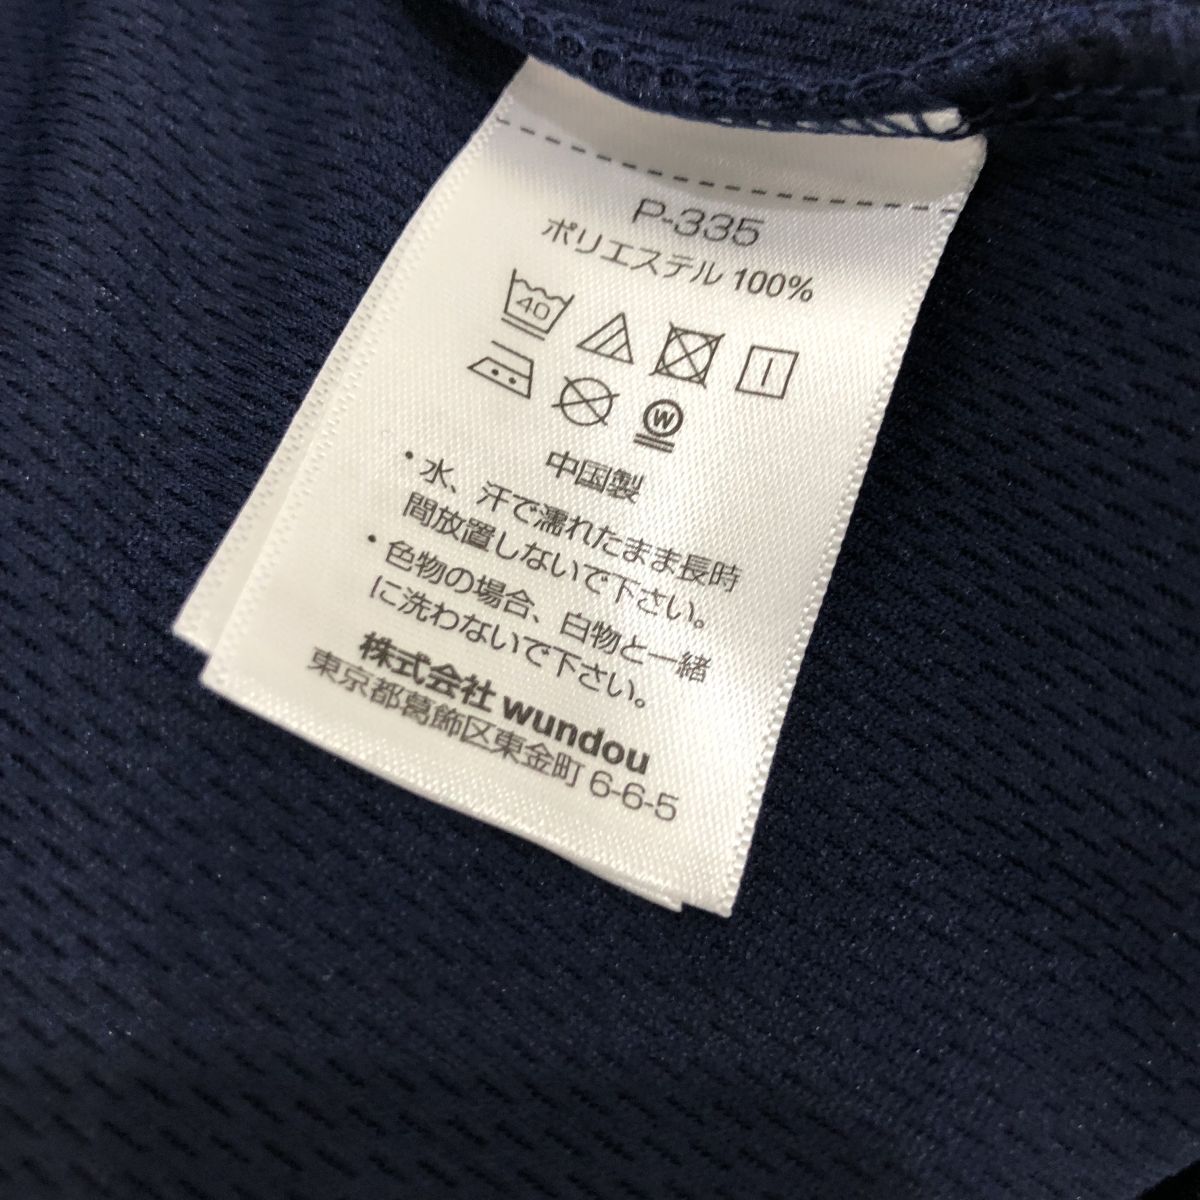 P-335
ポリエステル 100%
40
W
中国製
・水、汗で濡れたまま長時
間放置しないで下さい。
・色物の場合、白物と一緒
に洗わないで下さい。
株式会社 wundou
東京都葛飾区東金町 6-6-5